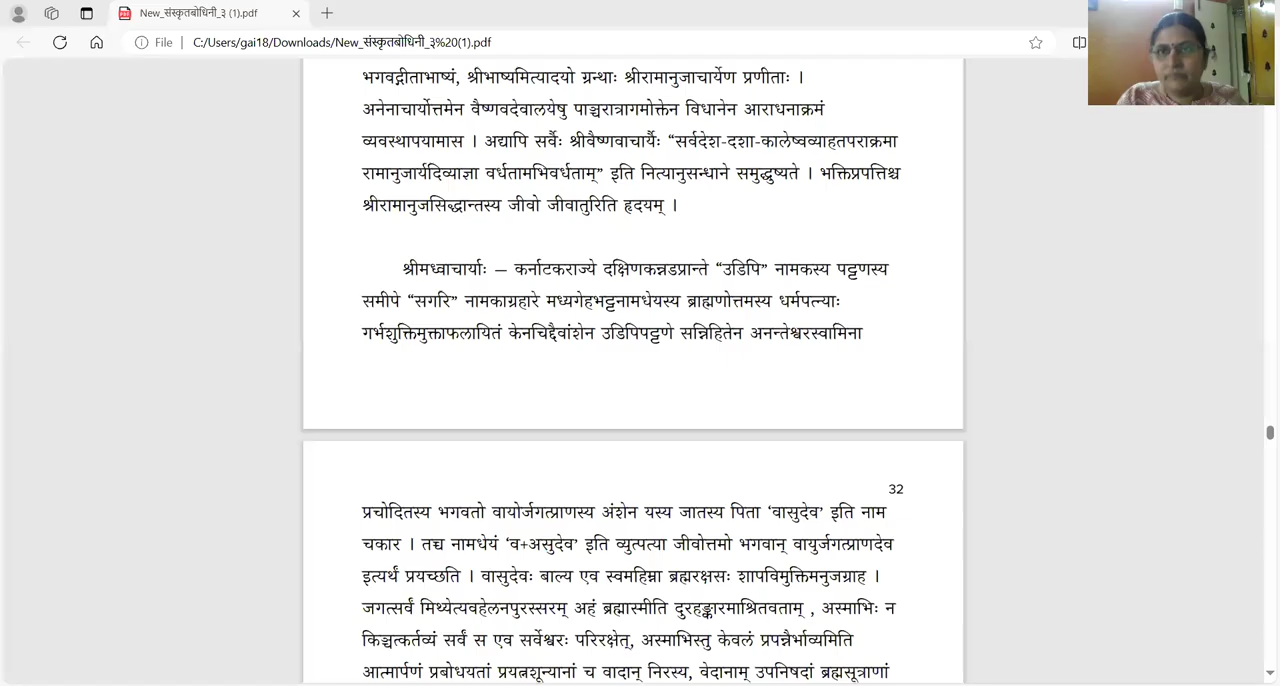 New_संस्कृतबोधिनी_३ (1).pdf
File | C:/Users/gai18/Downloads/New_संस्कृतबोधिनी_३%20(1).pdf
भगवद्गीताभाष्यं, श्रीभाष्यमित्यादयो ग्रन्थाः श्रीरामानुजाचार्येण प्रणीताः ।
अनेनाचार्योत्तमेन वैष्णवदेवालयेषु पाञ्चरात्रागमोक्तेन विधानेन आराधनाक्रमं
व्यवस्थापयामास । अद्यापि सर्वैः श्रीवैष्णवाचार्यैः “सर्वदेश-दशा-कालेष्वव्याहतपराक्रमा
रामानुजार्यदिव्याज्ञा वर्धतामभिवर्धताम्” इति नित्यानुसन्धाने समुद्धुष्यते । भक्तिप्रपत्तिश्च
श्रीरामानुजसिद्धान्तस्य जीवो जीवातुरिति हृदयम् ।
श्रीमध्वाचार्याः – कर्नाटकराज्ये दक्षिणकन्नडप्रान्ते “उडिपि” नामकस्य पट्टणस्य
समीपे “सगरि” नामकाग्रहारे मध्यगेहभट्टनामधेयस्य ब्राह्मणोत्तमस्य धर्मपत्न्याः
गर्भशुक्तिमुक्ताफलायितं केनचिद्दैवांशेन उडिपिपट्टणे सन्निहितेन अनन्तेश्वरस्वामिना
32
प्रचोदितस्य भगवतो वायोर्जगत्प्राणस्य अंशेन यस्य जातस्य पिता ‘वासुदेव’ इति नाम
चकार । तच्च नामधेयं ‘व+असुदेव’ इति व्युत्पत्या जीवोत्तमो भगवान् वायुर्जगत्प्राणदेव
इत्यर्थं प्रयच्छति । वासुदेवः बाल्य एव स्वमहिम्ना ब्रह्मरक्षसः शापविमुक्तिमनुजग्राह ।
जगत्सर्वं मिथ्येत्यवहेलनपुरस्सरम् अहं ब्रह्मास्मीति दुरहङ्कारमाश्रितवताम् , अस्माभिः न
किञ्चत्कर्तव्यं सर्वं स एव सर्वेश्वरः परिरक्षेत्, अस्माभिस्तु केवलं प्रपन्नैर्भाव्यमिति
आत्मार्पणं प्रबोधयतां प्रयत्नशून्यानां च वादान् निरस्य, वेदानाम् उपनिषदां ब्रह्मसूत्राणां